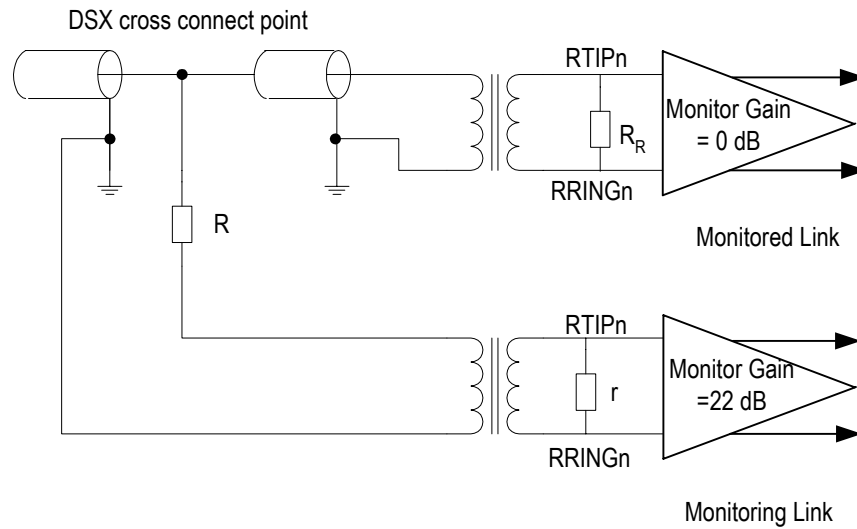 DSX cross connect point
RTIPn
Monitor Gain
= 0 dB
RR
RRINGn
Monitored Link
R
RTIPn
Monitor Gain
=22 dB
r
RRINGn
Monitoring Link